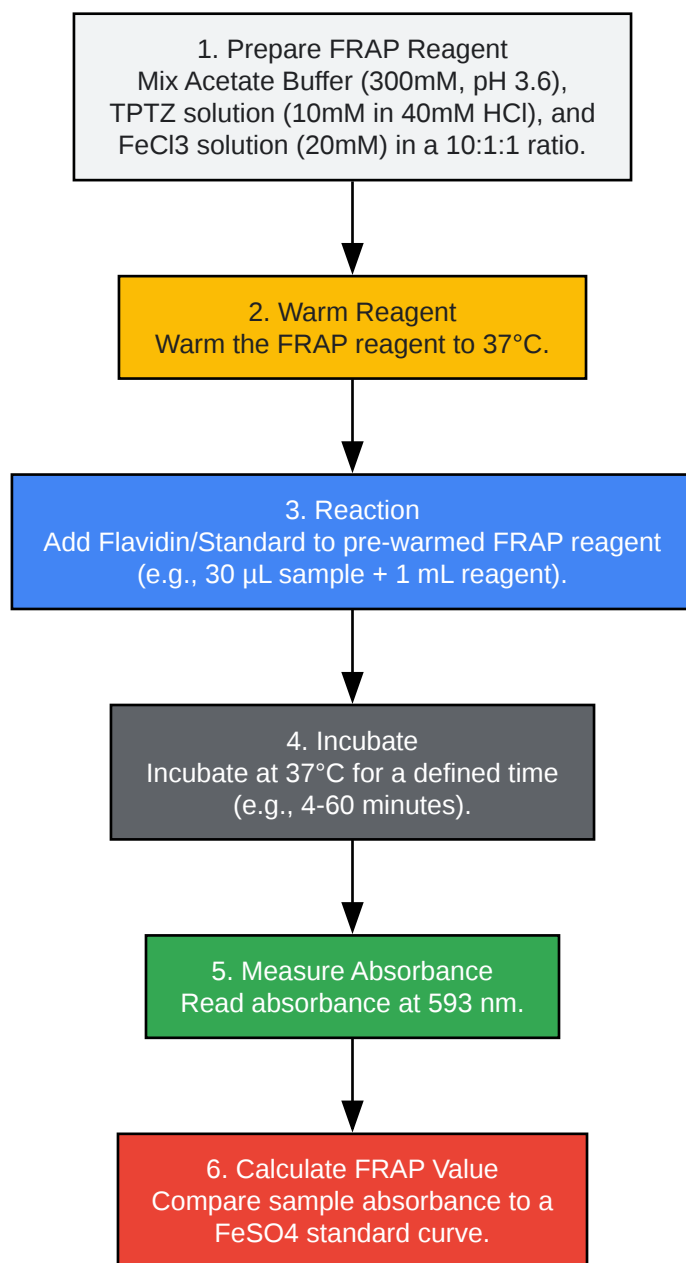 1. Prepare FRAP Reagent
Mix Acetate Buffer (300mM, pH 3.6),
TPTZ solution (10mM in 40mM HCl), and
FeCl3 solution (20mM) in a 10:1:1 ratio.
2. Warm Reagent
Warm the FRAP reagent to 37°C.
3. Reaction
Add Flavidin/Standard to pre-warmed FRAP reagent
(e.g., 30 µL sample + 1 mL reagent).
4. Incubate
Incubate at 37°C for a defined time
(e.g., 4-60 minutes).
5. Measure Absorbance
Read absorbance at 593 nm.
6. Calculate FRAP Value
Compare sample absorbance to a
FeSO4 standard curve.